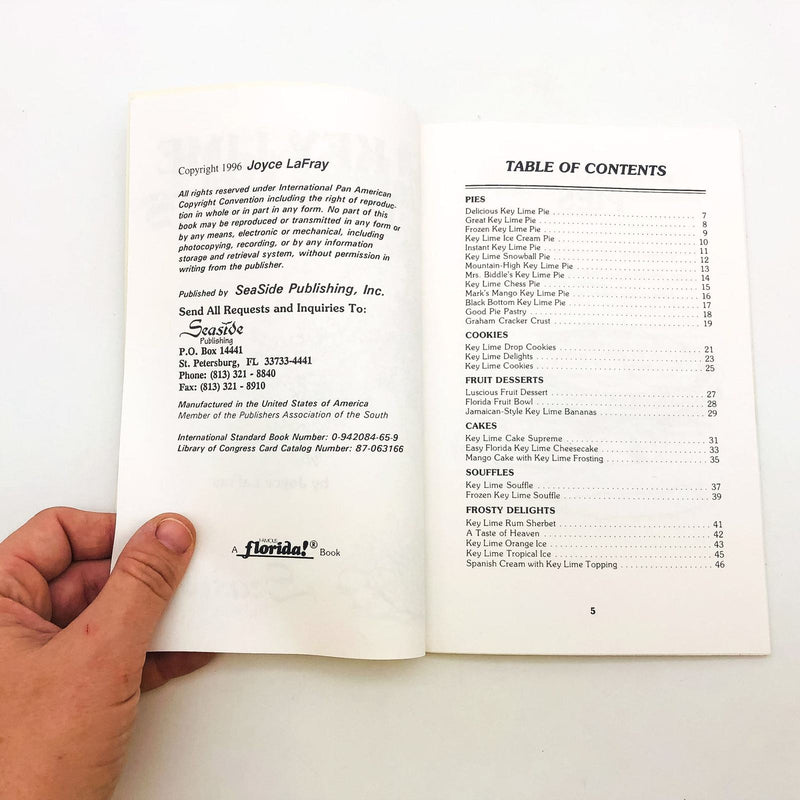 Copyright 1996 Joyce LaFray
All rights reserved under International Pan American
Copyright Convention including the right of reproduc-
tion in whole or in part in any form. No part of this
book may be reproduced or transmitted in any form or
by any means, electronic or mechanical, including
photocopying, recording, or by any information
storage and retrieval system, without permission in
writing from the publisher.
Published by SeaSide Publishing, Inc.
Send All Requests and Inquiries To:
Seaside
Publishing
P.O. Box 14441
St. Petersburg, FL 33733-4441
Phone: (813) 321 - 8840
Fax: (813) 321 - 8910
Manufactured in the United States of America
Member of the Publishers Association of the South
International Standard Book Number: 0-942084-65-9
Library of Congress Card Catalog Number: 87-063166
FAMOUS
A florida!® Book
TABLE OF CONTENTS
PIES
Delicious Key Lime Pie . . . . . . . . . . . . . . . . . . . . 7
Great Key Lime Pie . . . . . . . . . . . . . . . . . . . . 8
Frozen Key Lime Pie . . . . . . . . . . . . . . . . . . . . 9
Key Lime Ice Cream Pie . . . . . . . . . . . . . . . . . . . . 10
Instant Key Lime Pie . . . . . . . . . . . . . . . . . . . . 11
Key Lime Snowball Pie . . . . . . . . . . . . . . . . . . . . 12
Mountain-High Key Lime Pie . . . . . . . . . . . . . . . . . . . . 13
Mrs. Biddle's Key Lime Pie . . . . . . . . . . . . . . . . . . . . 14
Key Lime Chess Pie . . . . . . . . . . . . . . . . . . . . 15
Mark's Mango Key Lime Pie . . . . . . . . . . . . . . . . . . . . 16
Black Bottom Key Lime Pie . . . . . . . . . . . . . . . . . . . . 17
Good Pie Pastry . . . . . . . . . . . . . . . . . . . . 18
Graham Cracker Crust . . . . . . . . . . . . . . . . . . . . 19
COOKIES
Key Lime Drop Cookies . . . . . . . . . . . . . . . . . . . . 21
Key Lime Delights . . . . . . . . . . . . . . . . . . . . 23
Key Lime Cookies . . . . . . . . . . . . . . . . . . . . 25
FRUIT DESSERTS
Luscious Fruit Dessert . . . . . . . . . . . . . . . . . . . . 27
Florida Fruit Bowl . . . . . . . . . . . . . . . . . . . . 28
Jamaican-Style Key Lime Bananas . . . . . . . . . . . . . . . . . . . . 29
CAKES
Key Lime Cake Supreme . . . . . . . . . . . . . . . . . . . . 31
Easy Florida Key Lime Cheesecake . . . . . . . . . . . . . . . . . . . . 33
Mango Cake with Key Lime Frosting . . . . . . . . . . . . . . . . . . . . 35
SOUFFLES
Key Lime Souffle . . . . . . . . . . . . . . . . . . . . 37
Frozen Key Lime Souffle . . . . . . . . . . . . . . . . . . . . 39
FROSTY DELIGHTS
Key Lime Rum Sherbet . . . . . . . . . . . . . . . . . . . . 41
A Taste of Heaven . . . . . . . . . . . . . . . . . . . . 42
Key Lime Orange Ice . . . . . . . . . . . . . . . . . . . . 43
Key Lime Tropical Ice . . . . . . . . . . . . . . . . . . . . 45
Spanish Cream with Key Lime Topping . . . . . . . . . . . . . . . . . . . . 46
5